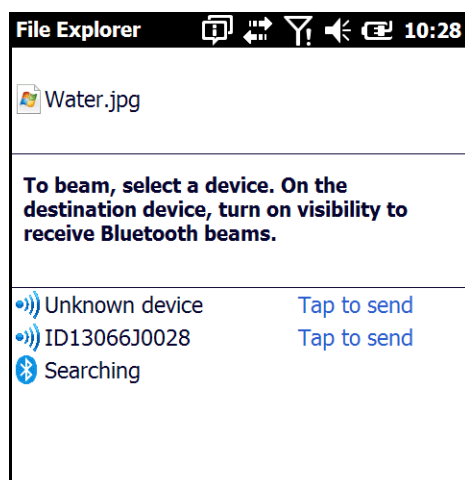 File Explorer 10:28
Water.jpg
To beam, select a device. On the
destination device, turn on visibility to
receive Bluetooth beams.
Unknown device Tap to send
ID13066J0028 Tap to send
Searching